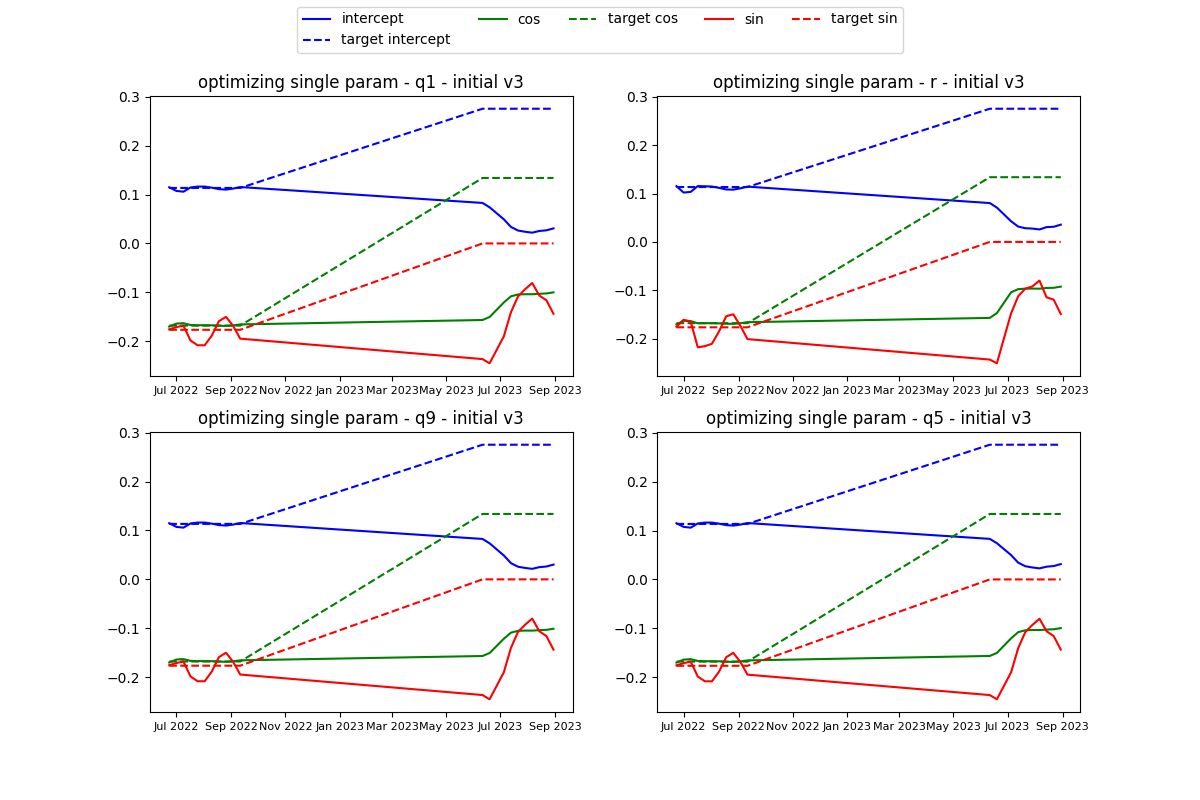 intercept cos target cos sin target sin
target intercept
optimizing single param - q1 - initial v3
0.3
0.2
0.1
0.0
−0.1
−0.2
Jul 2022 Sep 2022 Nov 2022 Jan 2023 Mar 2023 May 2023 Jul 2023 Sep 2023
optimizing single param - r - initial v3
0.3
0.2
0.1
0.0
−0.1
−0.2
Jul 2022 Sep 2022 Nov 2022 Jan 2023 Mar 2023 May 2023 Jul 2023 Sep 2023
optimizing single param - q9 - initial v3
0.3
0.2
0.1
0.0
−0.1
−0.2
Jul 2022 Sep 2022 Nov 2022 Jan 2023 Mar 2023 May 2023 Jul 2023 Sep 2023
optimizing single param - q5 - initial v3
0.3
0.2
0.1
0.0
−0.1
−0.2
Jul 2022 Sep 2022 Nov 2022 Jan 2023 Mar 2023 May 2023 Jul 2023 Sep 2023